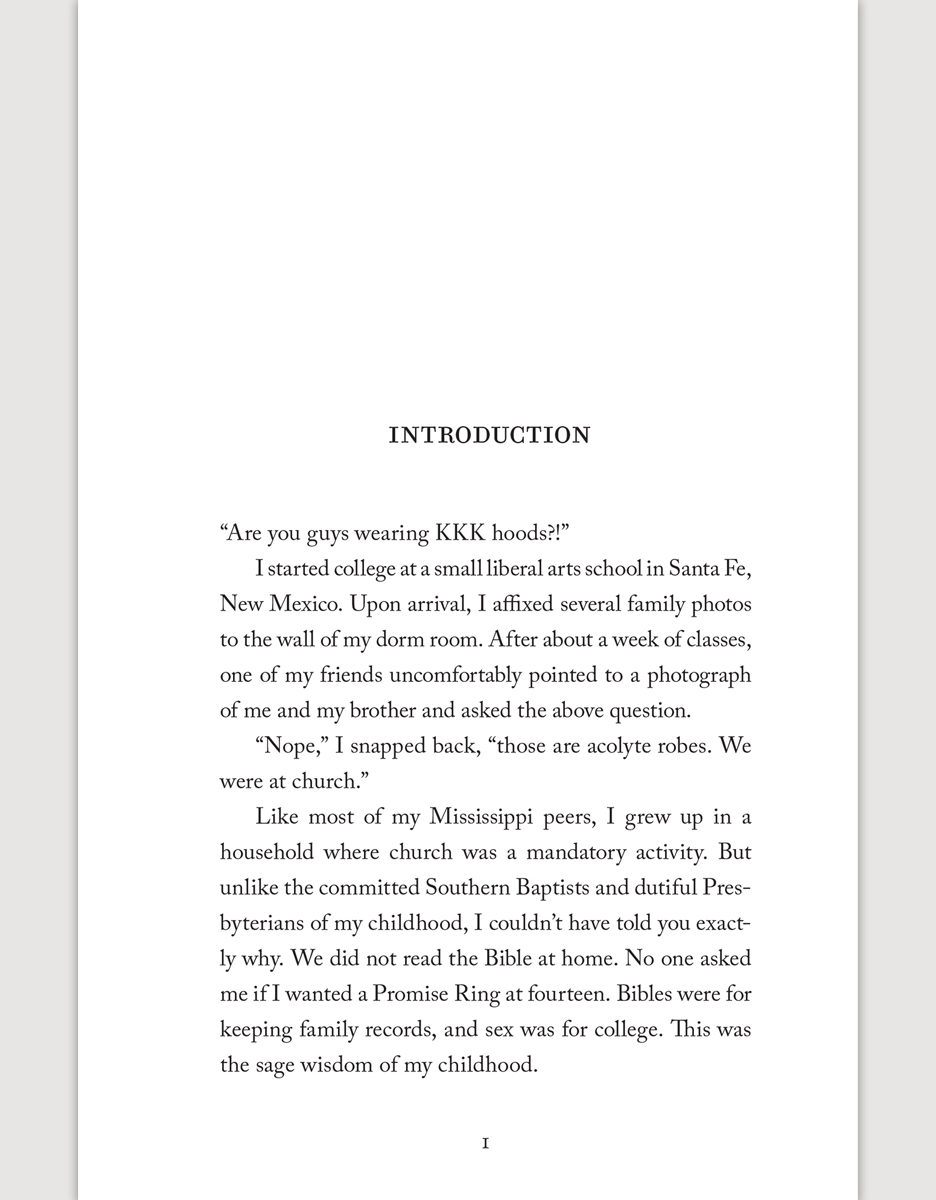 INTRODUCTION
“Are you guys wearing KKK hoods?!”
I started college at a small liberal arts school in Santa Fe,
New Mexico. Upon arrival, I affixed several family photos
to the wall of my dorm room. After about a week of classes,
one of my friends uncomfortably pointed to a photograph
of me and my brother and asked the above question.
“Nope,” I snapped back, “those are acolyte robes. We
were at church.”
Like most of my Mississippi peers, I grew up in a
household where church was a mandatory activity. But
unlike the committed Southern Baptists and dutiful Pres-
byterians of my childhood, I couldn’t have told you exact-
ly why. We did not read the Bible at home. No one asked
me if I wanted a Promise Ring at fourteen. Bibles were for
keeping family records, and sex was for college. This was
the sage wisdom of my childhood.
1